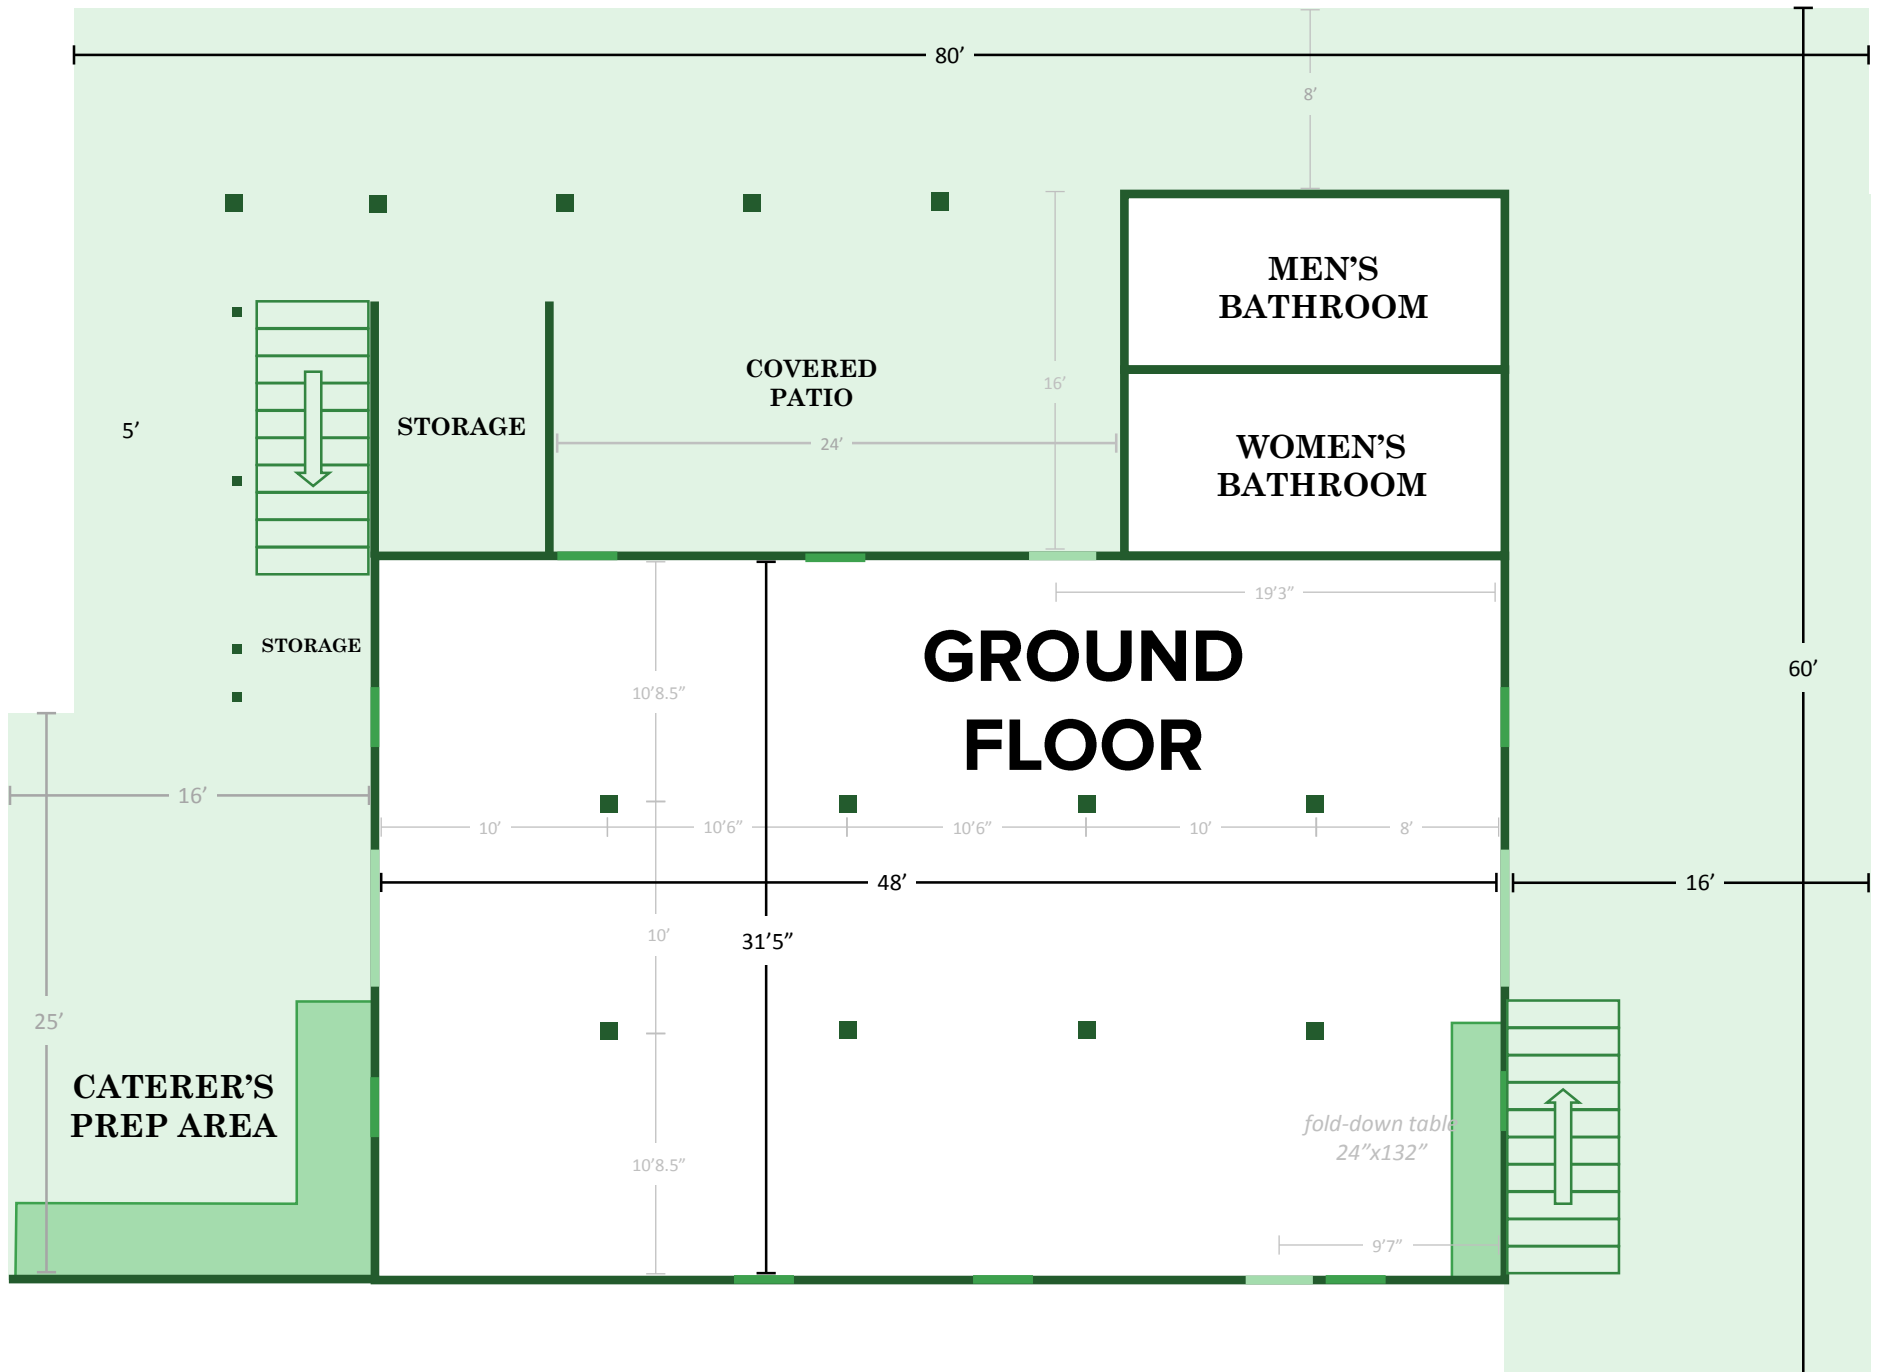 80′
8′
MEN’S
BATHROOM
COVERED
PATIO
16′
STORAGE
5′
24′
WOMEN’S
BATHROOM
19′3″
GROUND
FLOOR
STORAGE
60′
10′8.5″
16′
10′
10′6″
10′6″
10′
8′
48′
16′
10′
31′5″
25′
CATERER’S
PREP AREA
fold-down table
24″x132″
10′8.5″
9′7″